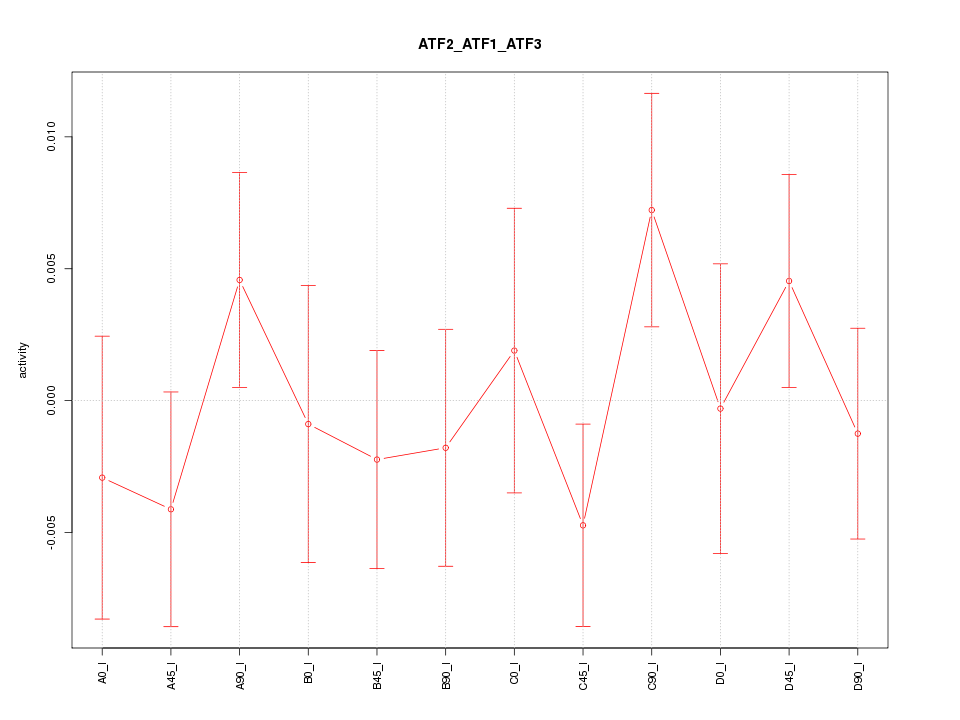 ATF2_ATF1_ATF3
activity
0.010
0.005
0.000
-0.005
A0_I
A45_I
A90_I
B0_I
B45_I
B90_I
C0_I
C45_I
C90_I
D0_I
D45_I
D90_I